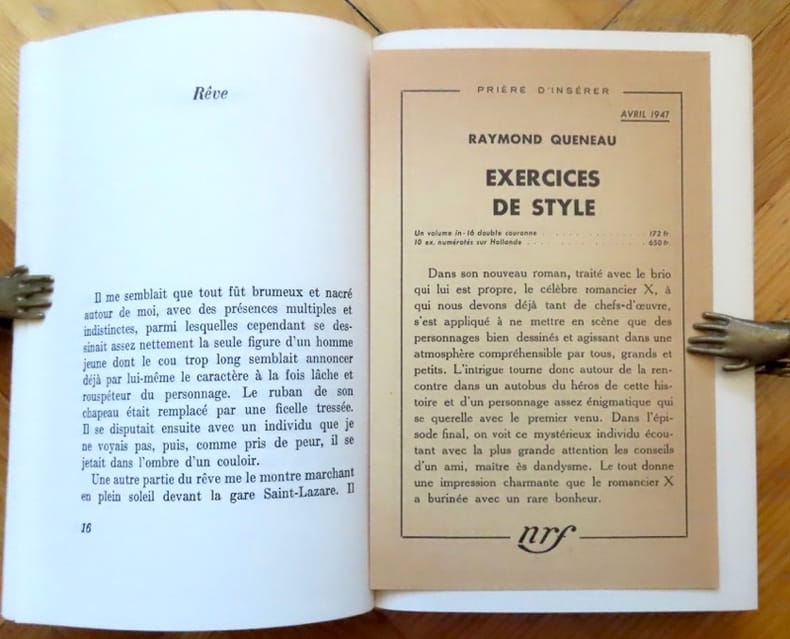 Rêve
Il me semblait que tout fût brumeux et nacré
autour de moi, avec des présences multiples et
indistinctes, parmi lesquelles cependant se des-
sinait assez nettement la seule figure d'un homme
jeune dont le cou trop long semblait annoncer
déjà par lui-même le caractère à la fois lâche et
rouspéteur du personnage. Le ruban de son
chapeau était remplacé par une ficelle tressée.
Il se disputait ensuite avec un individu que je
ne voyais pas, puis, comme pris de peur, il se
jetait dans l'ombre d'un couloir.
Une autre partie du rêve me le montre marchant
en plein soleil devant la gare Saint-Lazare. Il
16
PRIÈRE D'INSÉRER
AVRIL 1947
RAYMOND QUENEAU
EXERCICES
DE STYLE
Un volume in-16 double couronne . . . . . . . . . . . . . 172 fr.
10 ex. numérotés sur Hollande . . . . . . . . . . . . . . 650 fr.
Dans son nouveau roman, traité avec le brio
qui lui est propre, le célèbre romancier X, à
qui nous devons déjà tant de chefs-d'œuvre,
s'est appliqué à ne mettre en scène que des
personnages bien dessinés et agissant dans une
atmosphère compréhensible par tous, grands et
petits. L'intrigue tourne donc autour de la ren-
contre dans un autobus du héros de cette his-
toire et d'un personnage assez énigmatique qui
se querelle avec le premier venu. Dans l'épi-
sode final, on voit ce mystérieux individu écou-
tant avec la plus grande attention les conseils
d'un ami, maître ès dandysme. Le tout donne
une impression charmante que le romancier X
a burinée avec un rare bonheur.
nrf